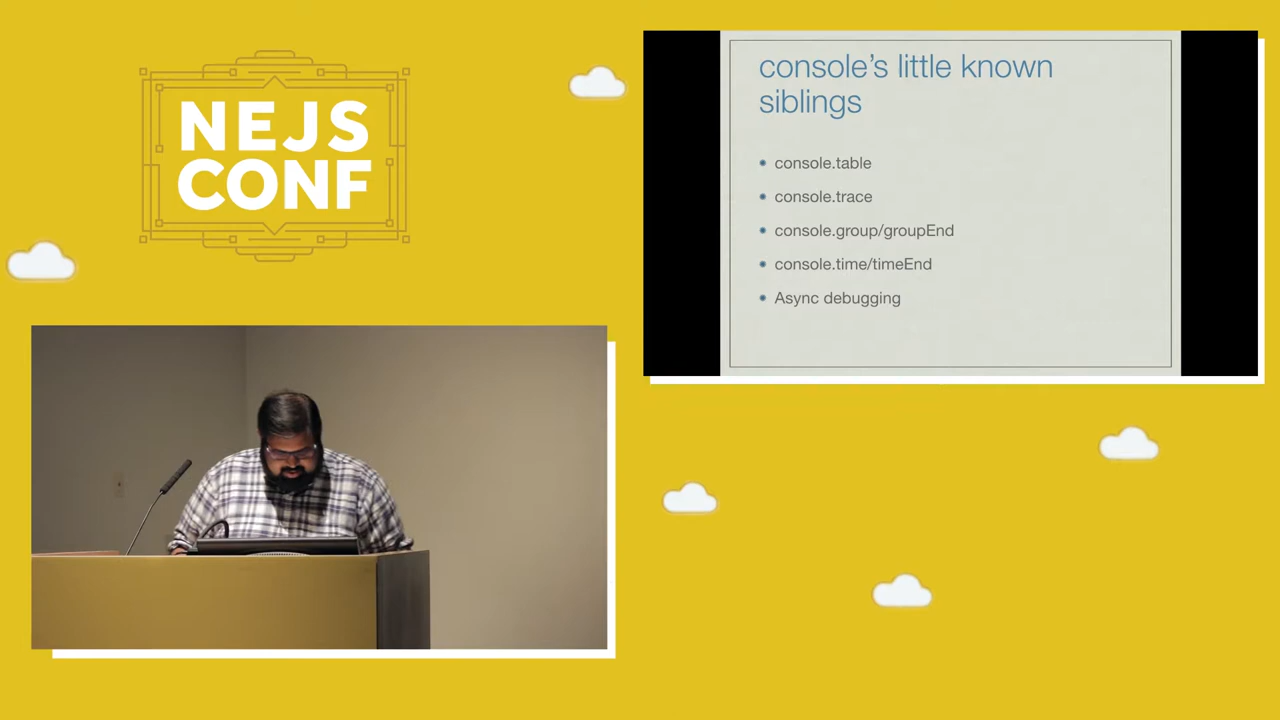 NEJS
CONF
console's little known
siblings
console.table
console.trace
console.group/groupEnd
console.time/timeEnd
Async debugging